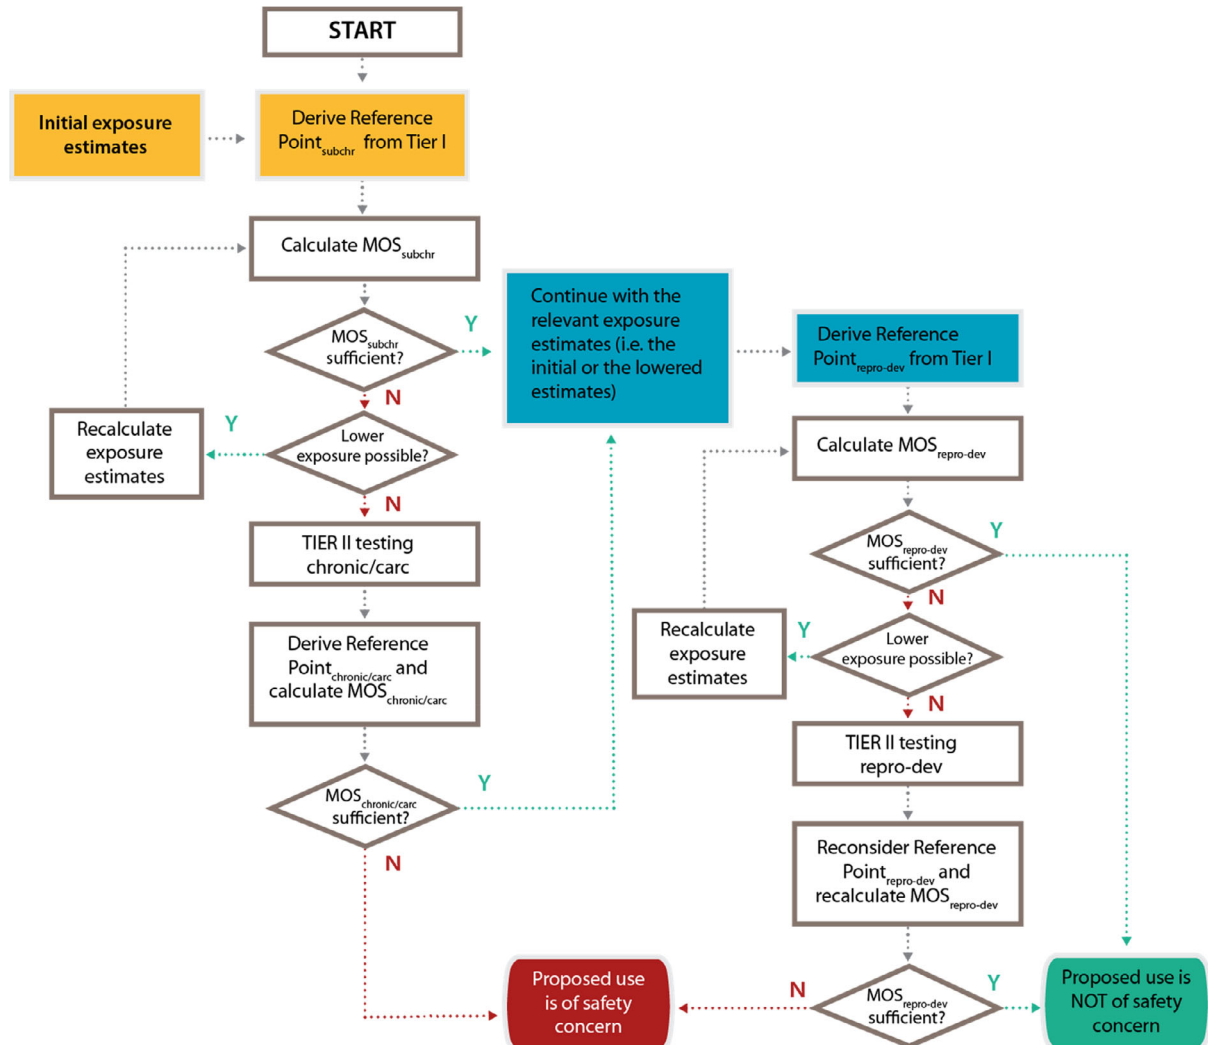 START
Initial exposure
estimates
Derive Reference
Point subchr from Tier I
Calculate MOS subchr
MOS subchr
sufficient?
Y
N
Continue with the
relevant exposure
estimates (i.e. the
initial or the lowered
estimates)
Derive Reference
Point repro-dev from Tier I
Recalculate
exposure
estimates
Y
Lower
exposure possible?
N
Calculate MOS repro-dev
TIER II testing
chronic/carc
MOS repro-dev
sufficient?
Y
N
Derive Reference
Point chronic/carc and
calculate MOS chronic/carc
Recalculate
exposure
estimates
Y
Lower
exposure possible?
N
TIER II testing
repro-dev
MOS chronic/carc
sufficient?
Y
N
Reconsider Reference
Point repro-dev and
recalculate MOS repro-dev
Proposed use
is of safety
concern
N
MOS repro-dev
sufficient?
Y
Proposed use is
NOT of safety
concern